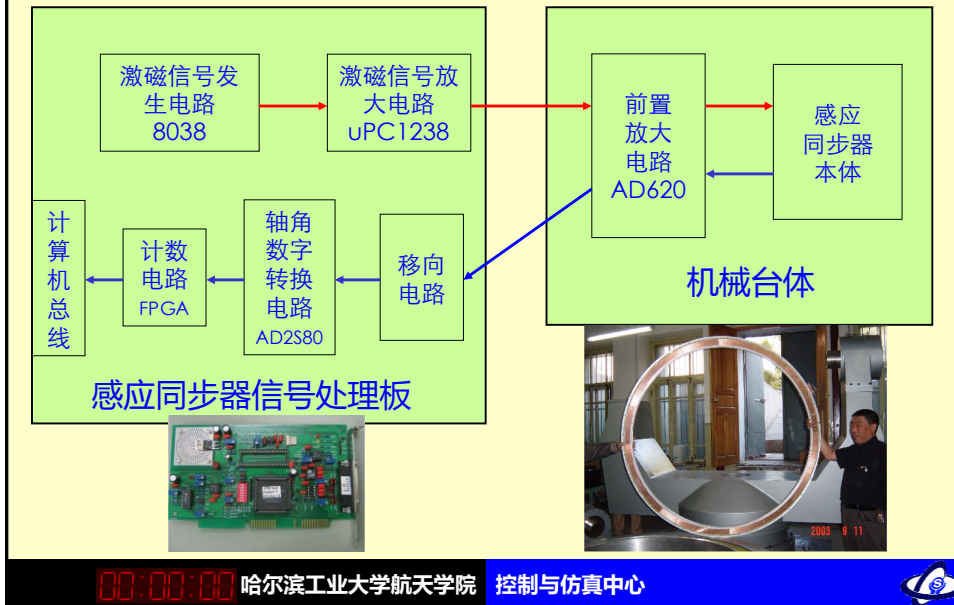 激磁信号发
生电路
8038
激磁信号放
大电路
uPC1238
前置
放大
电路
AD620
感应
同步器
本体
计
算
机
总
线
计数
电路
FPGA
轴角
数字
转换
电路
AD2S80
移向
电路
机械台体
感应同步器信号处理板
2003 9 11
00:00:00
哈尔滨工业大学航天学院
控制与仿真中心